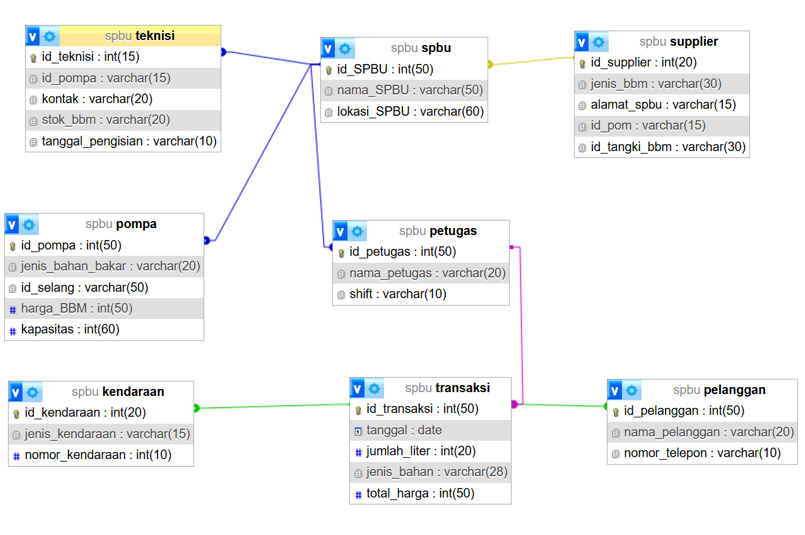 v spbu teknisi
id_teknisi : int(15)
id_pompa : varchar(15)
kontak : varchar(20)
stok_bbm : varchar(20)
tanggal_pengisian : varchar(10)
v spbu spbu
id_SPBU : int(50)
nama_SPBU : varchar(50)
lokasi_SPBU : varchar(60)
v spbu supplier
id_supplier : int(20)
jenis_bbm : varchar(30)
alamat_spbu : varchar(15)
id_pom : varchar(15)
id_tangki_bbm : varchar(30)
v spbu pompa
id_pompa : int(50)
jenis_bahan_bakar : varchar(20)
id_selang : varchar(50)
# harga_BBM : int(50)
# kapasitas : int(60)
v spbu petugas
id_petugas : int(50)
nama_petugas : varchar(20)
shift : varchar(10)
v spbu kendaraan
id_kendaraan : int(20)
jenis_kendaraan : varchar(15)
# nomor_kendaraan : int(10)
v spbu transaksi
id_transaksi : int(50)
tanggal : date
# jumlah_liter : int(20)
jenis_bahan : varchar(28)
# total_harga : int(50)
v spbu pelanggan
id_pelanggan : int(50)
nama_pelanggan : varchar(20)
nomor_telepon : varchar(10)